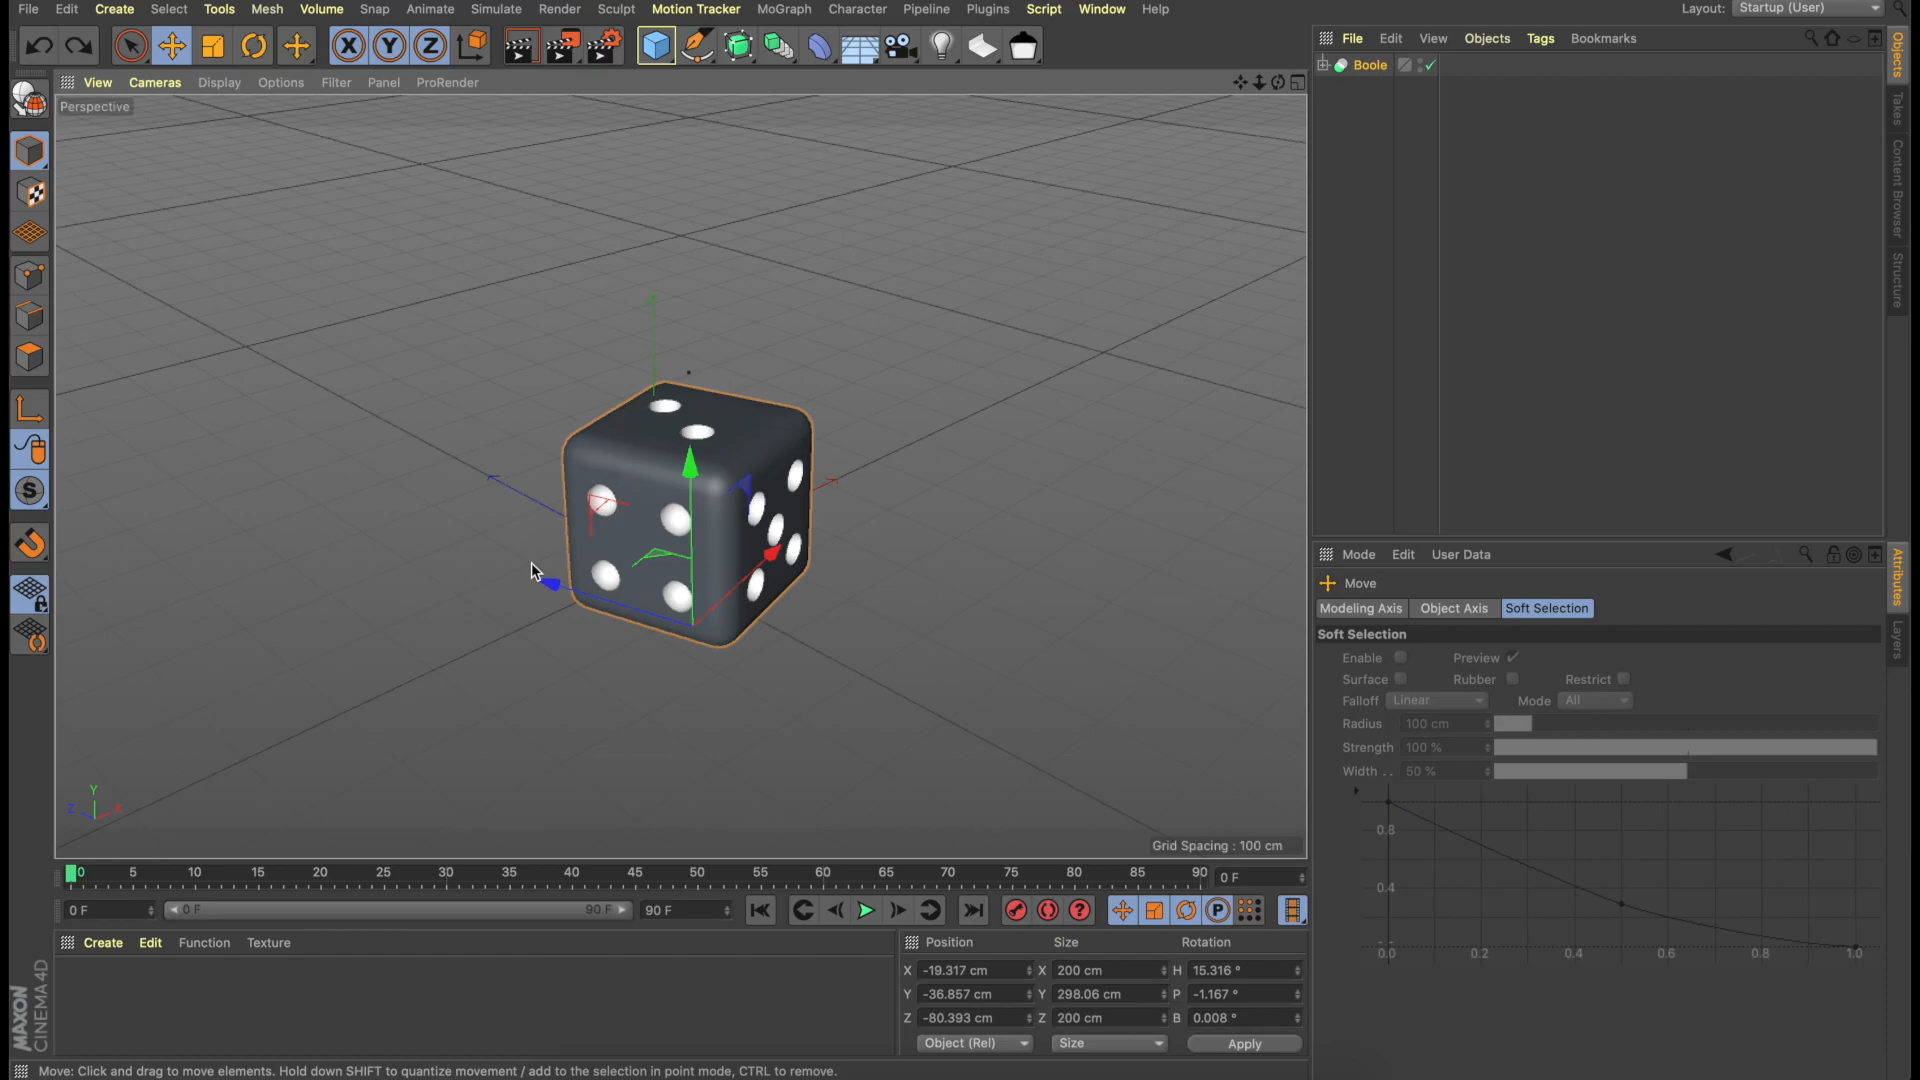 File Edit Create Select Tools Mesh Volume Snap Animate Simulate Render Sculpt Motion Tracker MoGraph Character Pipeline Plugins Script Window Help
Layout: Startup (User)
X Y Z
File Edit View Objects Tags Bookmarks
Boole
Objects
Takes
Content Browser
Structure
View Cameras Display Options Filter Panel ProRender
Perspective
S
Y
Z X
Grid Spacing : 100 cm
Mode Edit User Data
Move
Modeling Axis Object Axis Soft Selection
Soft Selection
Enable Preview
Surface Rubber Restrict
Falloff Linear Mode All
Radius 100 cm
Strength 100 %
Width . . 50 %
0.8
0.4
0.0 0.2 0.4 0.6 0.8 1.0
Attributes
Layers
0 5 10 15 20 25 30 35 40 45 50 55 60 65 70 75 80 85 90 0 F
0 F 0 F 90 F 90 F ? P
Create Edit Function Texture
Position Size Rotation
X -19.317 cm X 200 cm H 15.316 °
Y -36.857 cm Y 298.06 cm P -1.167 °
Z -80.393 cm Z 200 cm B 0.008 °
Object (Rel) Size Apply
MAXON
CINEMA 4D
Move: Click and drag to move elements. Hold down SHIFT to quantize movement / add to the selection in point mode, CTRL to remove.